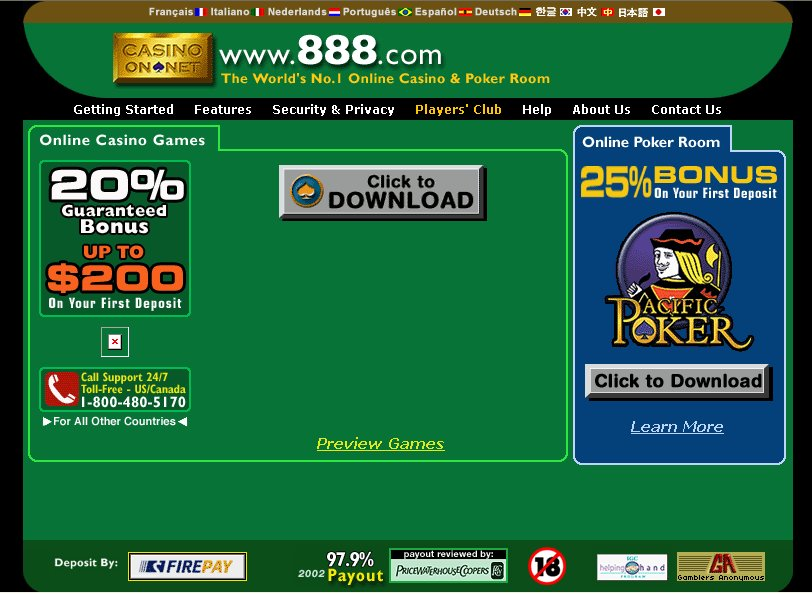 Français Italiano Nederlands Português Español Deutsch 한글 中文 日本語
CASINO
ON NET
www.888.com
The World's No.1 Online Casino & Poker Room
Getting Started Features Security & Privacy Players' Club Help About Us Contact Us
Online Casino Games
20%
Guaranteed
Bonus
UP TO
$200
On Your First Deposit
Call Support 24/7
Toll-Free - US/Canada
1-800-480-5170
▶For All Other Countries◀
Click to
DOWNLOAD
Preview Games
Online Poker Room
25% BONUS
On Your First Deposit
PACIFIC
POKER
Click to Download
Learn More
Deposit By:
FIREPAY
97.9%
2002 Payout
payout reviewed by:
PRICEWATERHOUSECOOPERS
18
IGC
helping hand
PROGRAM
GA
Gamblers Anonymous